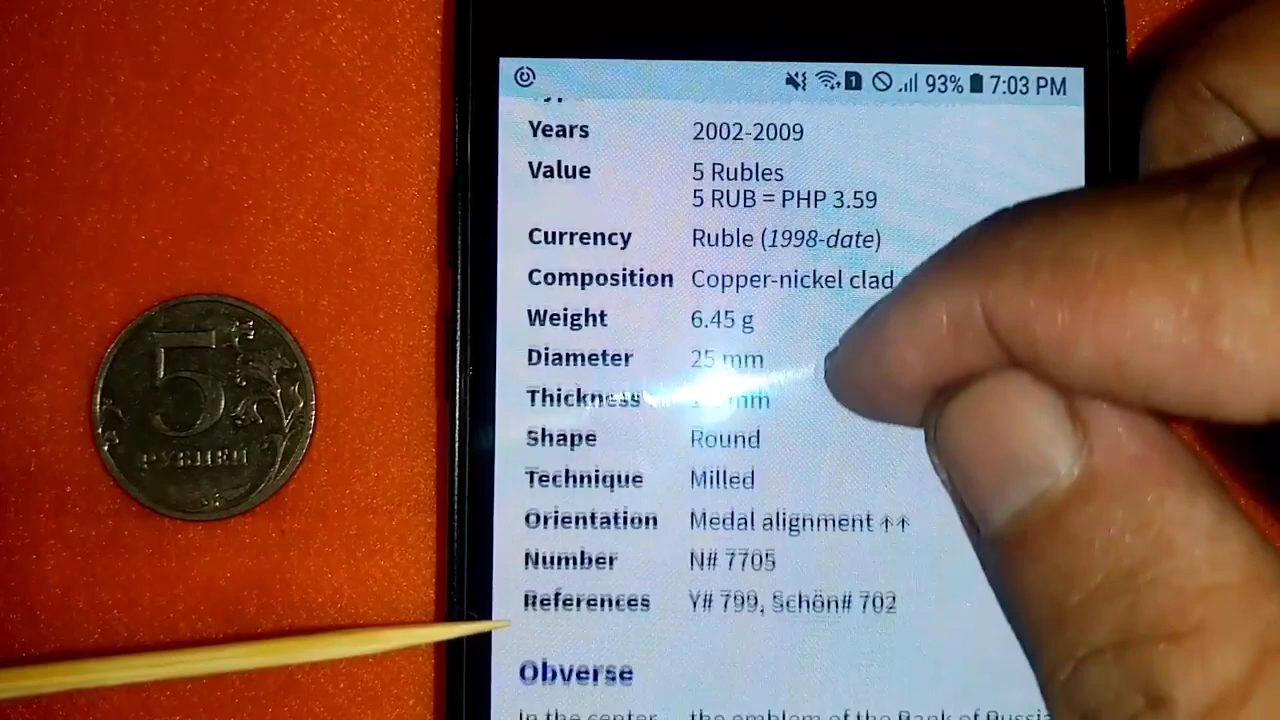 5
РУБЛЕЙ
93% 7:03 PM
Years 2002-2009
Value 5 Rubles
5 RUB = PHP 3.59
Currency Ruble (1998-date)
Composition Copper-nickel clad
Weight 6.45 g
Diameter 25 mm
Thickness mm
Shape Round
Technique Milled
Orientation Medal alignment ↑↑
Number N# 7705
References Y# 799, Schön# 702
Obverse
In the center the emblem of the Bank of Russia